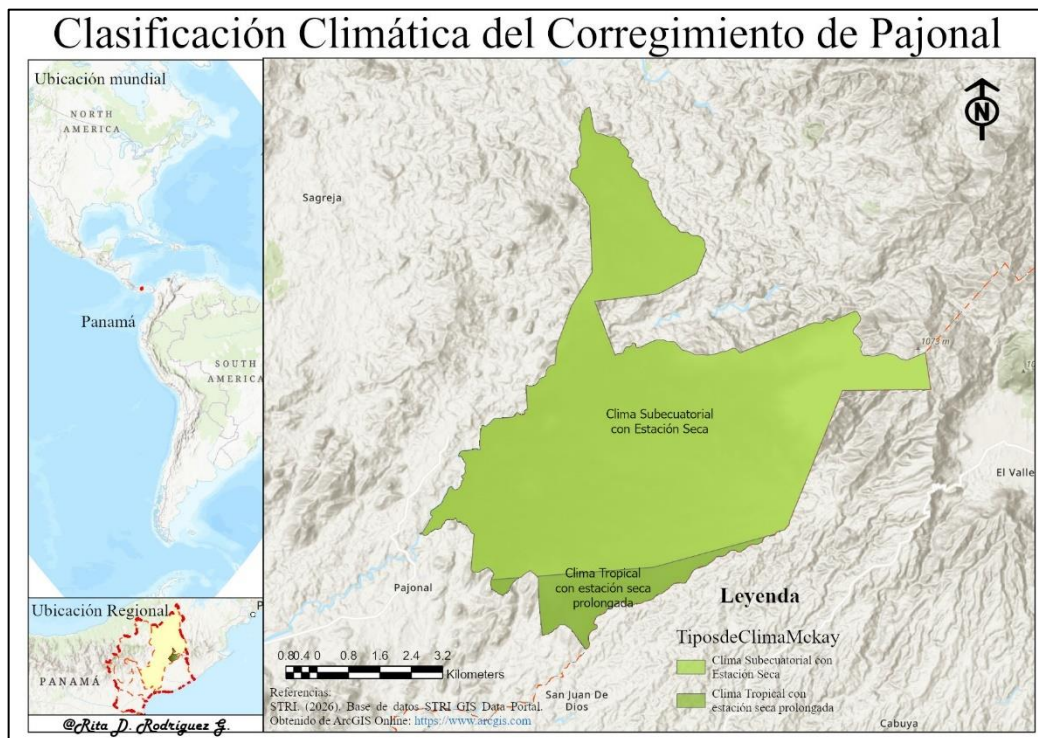 Clasificación Climática del Corregimiento de Pajonal
Ubicación mundial
NORTH
AMERICA
Panamá
SOUTH
AMERICA
Ubicación Regional
PANAMÁ
@Rita D. Rodriguez G.
N
Sagreja
1075 m
Clima Subecuatorial
con Estación Seca
El Valle
Clima Tropical
con estación seca
prolongada
Pajonal
Leyenda
TiposdeClimaMckay
Clima Subecuatorial con
Estación Seca
Clima Tropical con
estación seca prolongada
0.8 0.4 0 0.8 1.6 2.4 3.2
Kilometers
Referencias:
STRI. (2026). Base de datos STRI GIS Data Portal.
Obtenido de ArcGIS Online: https://www.arcgis.com
San Juan De
Dios
Cabuya